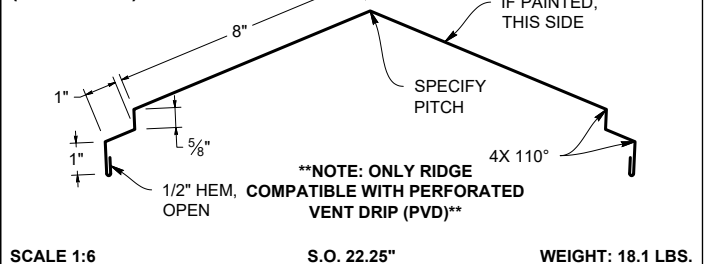 IF PAINTED,
THIS SIDE
8"
1"
SPECIFY
PITCH
5/8"
1"
4X 110°
**NOTE: ONLY RIDGE
COMPATIBLE WITH PERFORATED
VENT DRIP (PVD)**
1/2" HEM,
OPEN
SCALE 1:6
S.O. 22.25"
WEIGHT: 18.1 LBS.